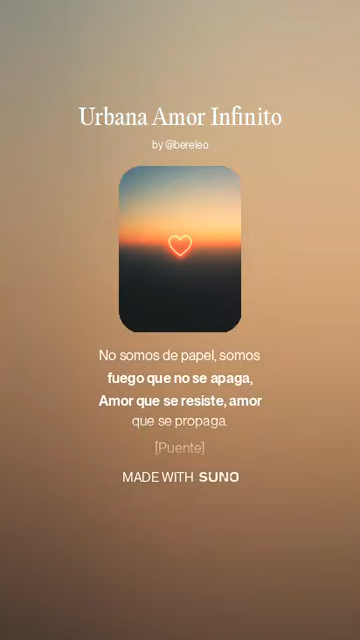 Urbana Amor Infinito
by @bereleo
No somos de papel, somos
fuego que no se apaga,
Amor que se resiste, amor
que se propaga.
[Puente]
MADE WITH SUNO